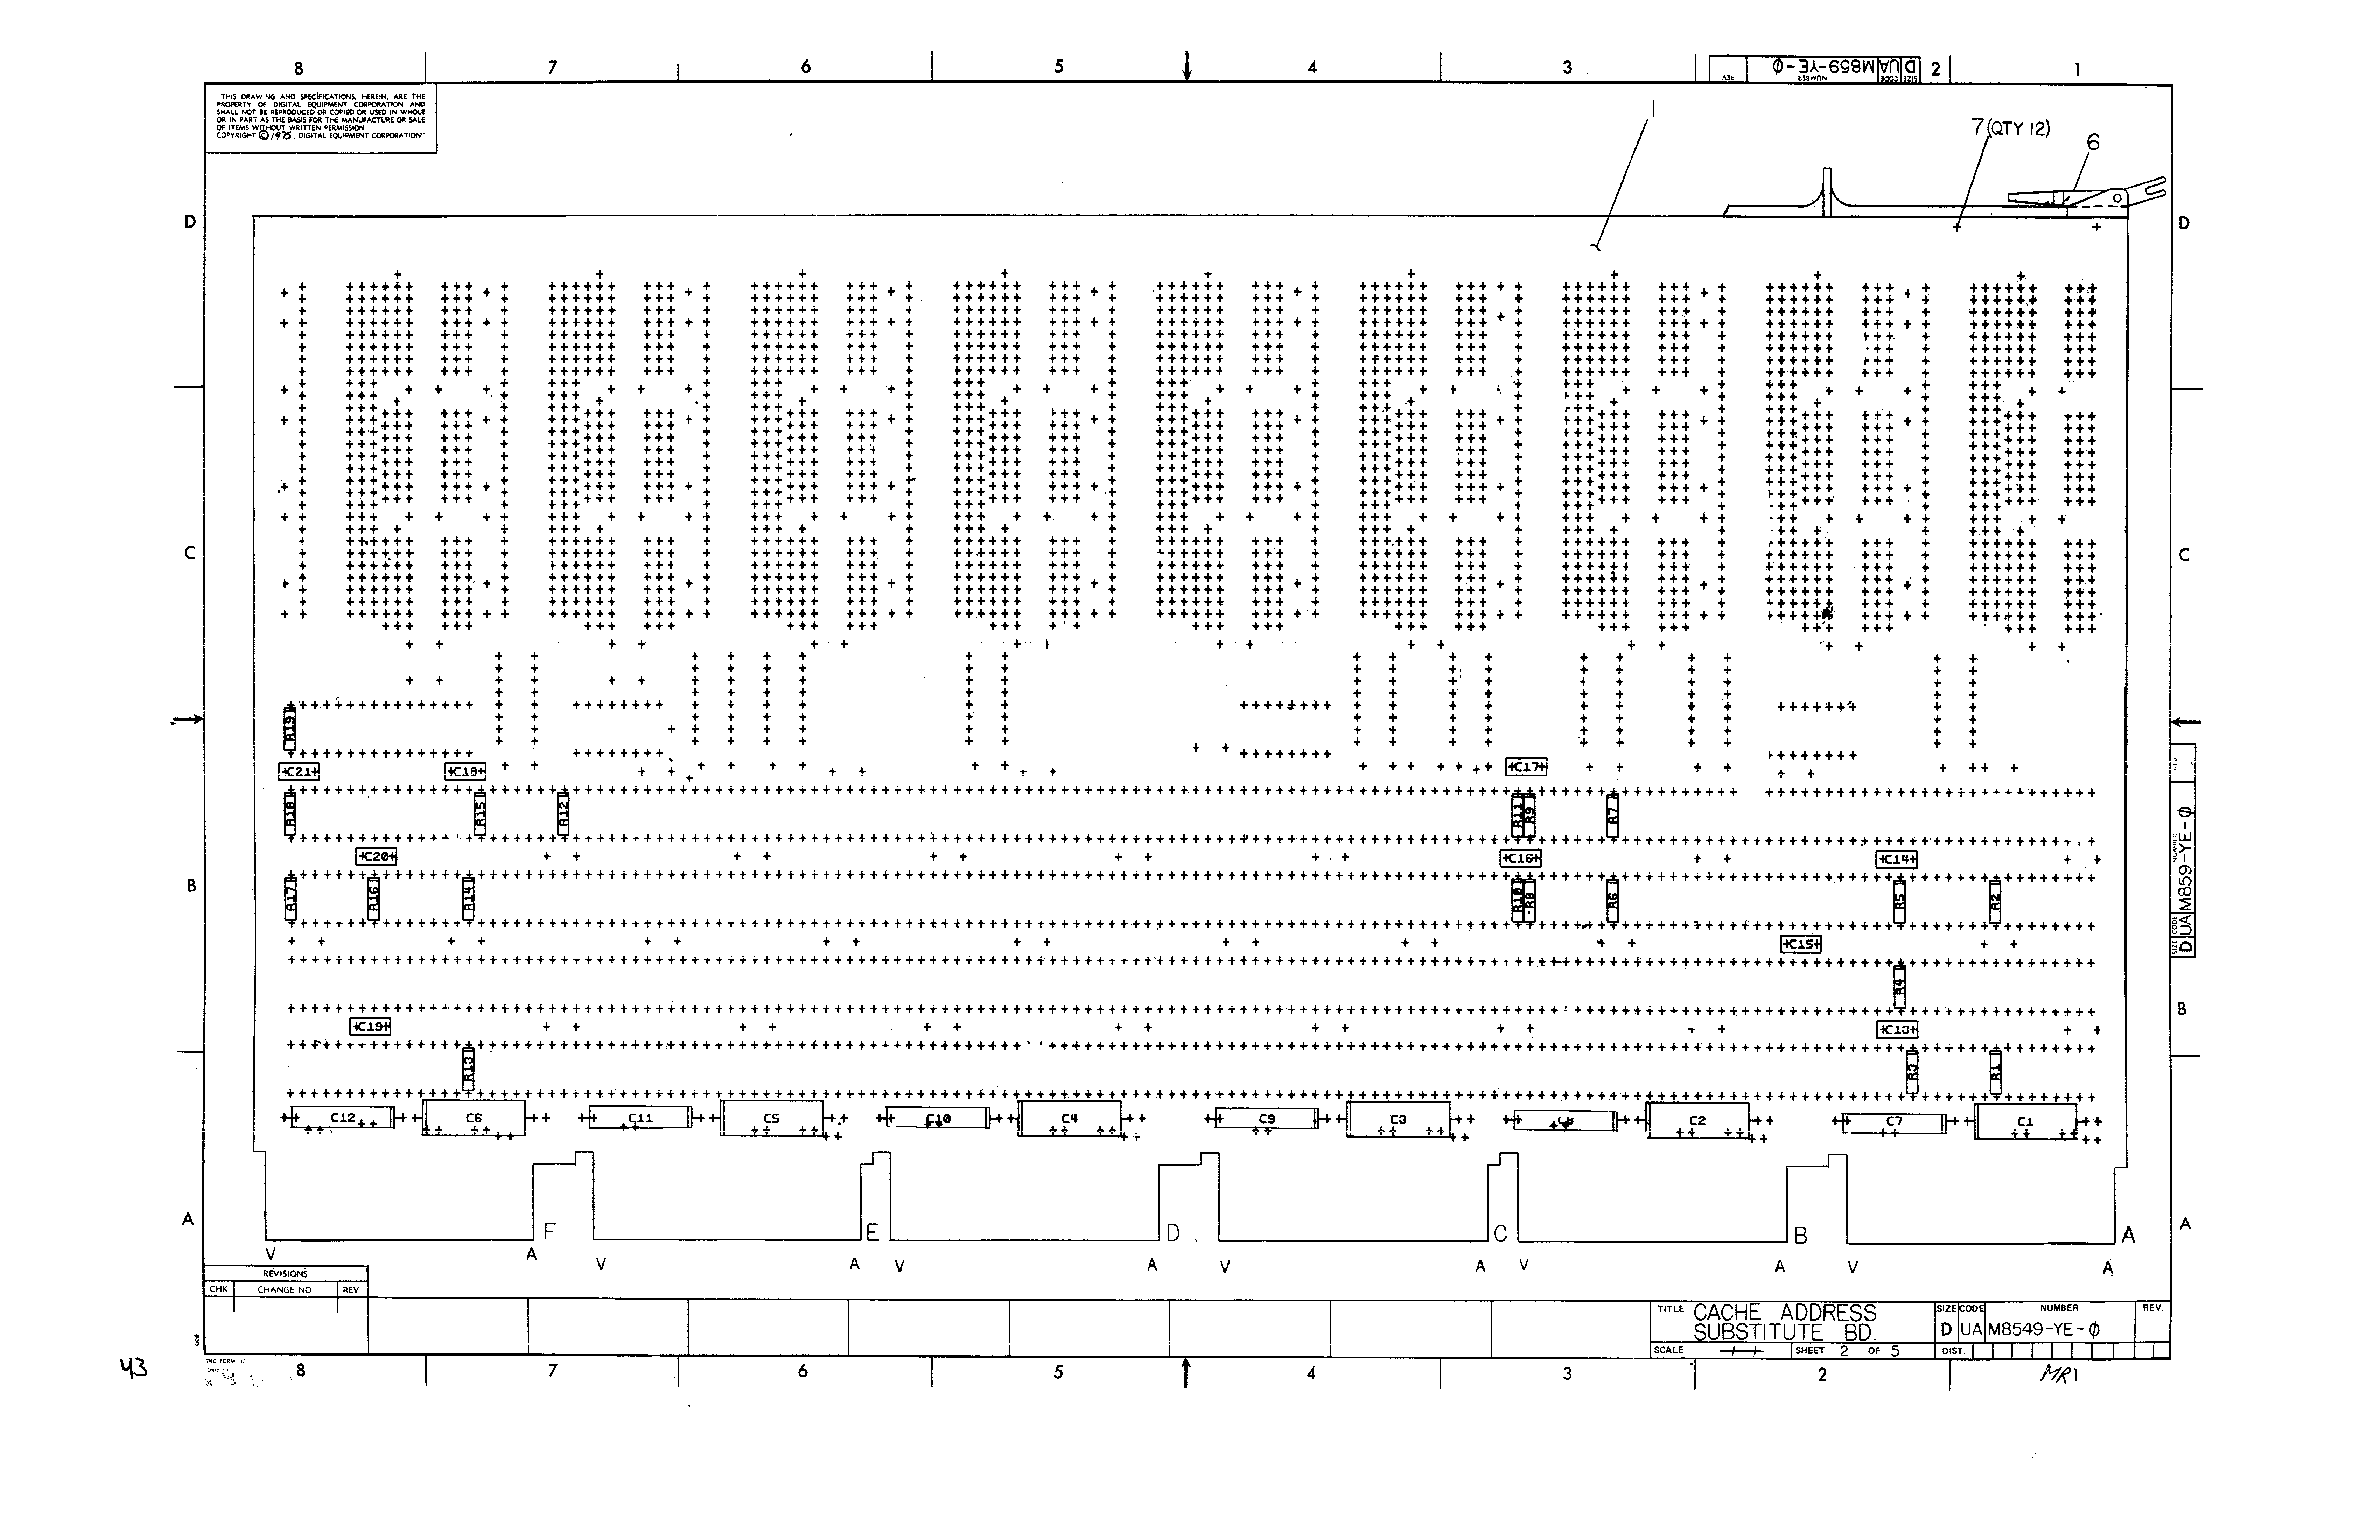 8 7 6 5 4 3 2 1
D UA M859-YE-Ø
SIZE CODE NUMBER REV
"THIS DRAWING AND SPECIFICATIONS, HEREIN, ARE THE
PROPERTY OF DIGITAL EQUIPMENT CORPORATION AND
SHALL NOT BE REPRODUCED OR COPIED OR USED IN WHOLE
OR IN PART AS THE BASIS FOR THE MANUFACTURE OR SALE
OF ITEMS WITHOUT WRITTEN PERMISSION.
COPYRIGHT © 1975, DIGITAL EQUIPMENT CORPORATION"
1
7 (QTY 12)
6
D D
C C
R19
C21 C18 C17
R18 R15 R12 R11 R9 R7
C20 C16 C14
R17 R16 R14 R10 R8 R6 R5 R2
B
C15
R4
B
C19 C13
R13 R3 R1
C12 C6 C11 C5 C10 C4 C9 C3 C2 C7 C1
SIZE CODE NUMBER
D UA M859-YE-Ø
A A
F E D C B A
V A V A V A V A V A V A
REVISIONS
CHK CHANGE NO REV
TITLE CACHE ADDRESS
SUBSTITUTE BD.
SIZE CODE NUMBER REV.
D UA M8549-YE-Ø
SCALE SHEET 2 OF 5 DIST.
43
DEC FORM NO
8 7 6 5 4 3 2 MR1